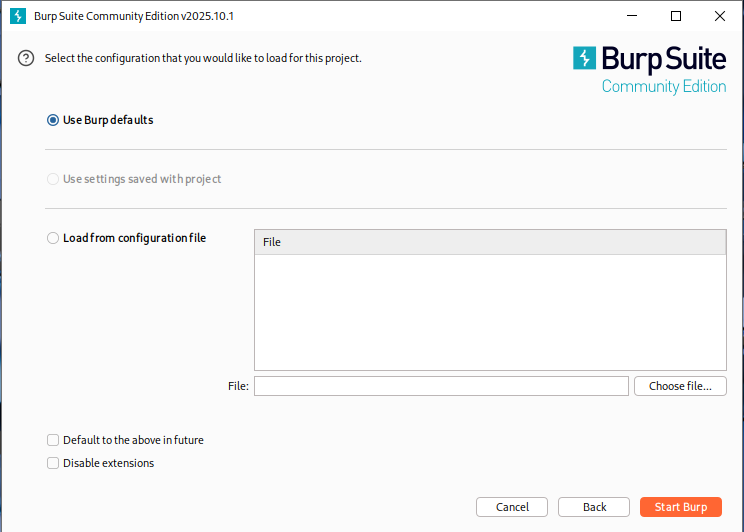 Burp Suite Community Edition v2025.10.1
Select the configuration that you would like to load for this project.
Burp Suite
Community Edition
Use Burp defaults
Use settings saved with project
Load from configuration file
File
File:
Choose file...
Default to the above in future
Disable extensions
Cancel
Back
Start Burp